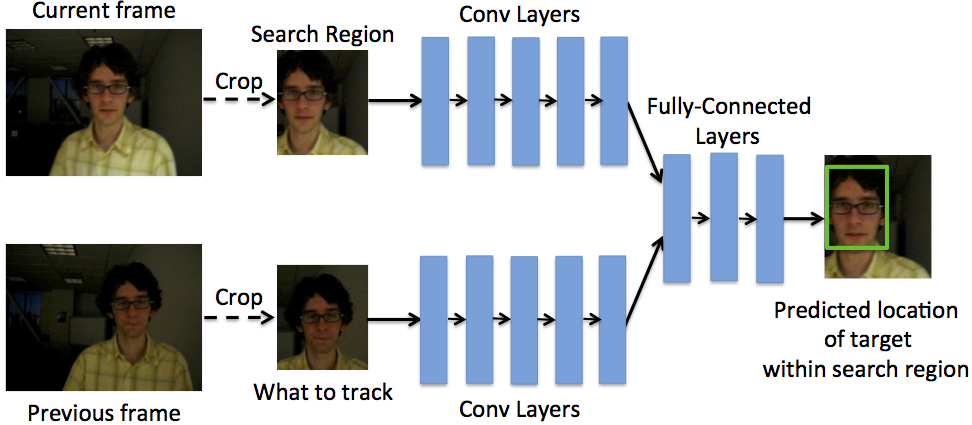 Current frame
Crop
Search Region
Conv Layers
Fully-Connected
Layers
Previous frame
Crop
What to track
Conv Layers
Predicted location
of target
within search region